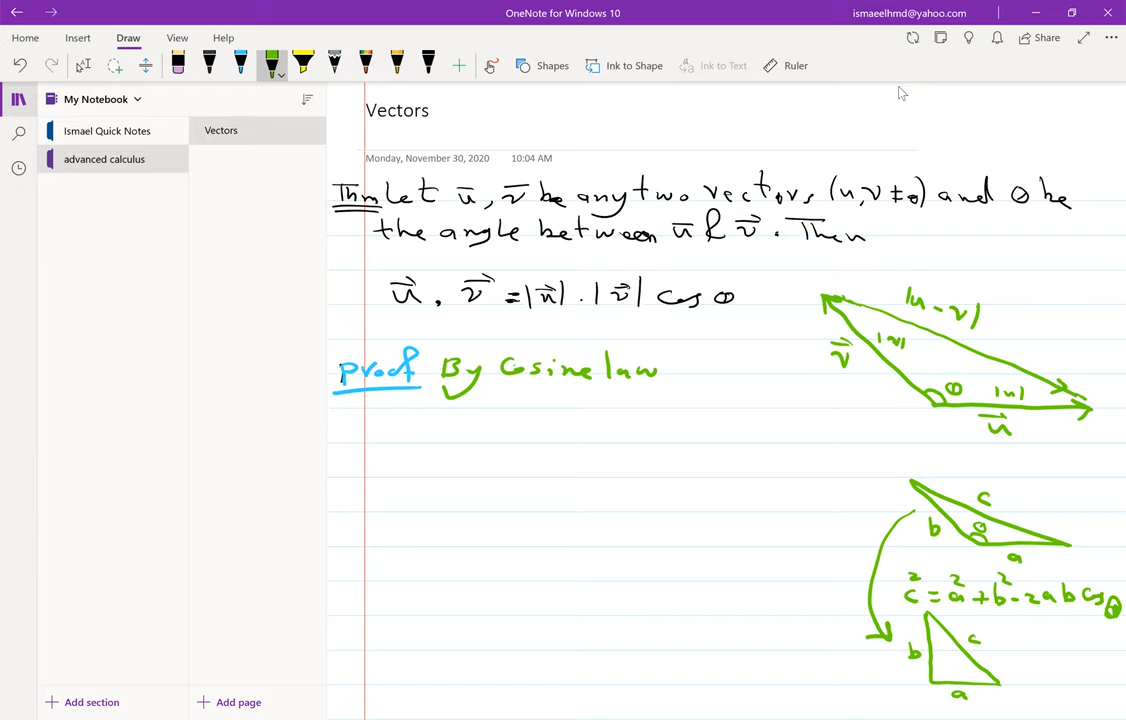 OneNote for Windows 10
ismaeelhmd@yahoo.com
Home Insert Draw View Help
Share
Shapes Ink to Shape Ink to Text Ruler
My Notebook
Ismael Quick Notes
advanced calculus
Vectors
Add section
Add page
Vectors
Monday, November 30, 2020 10:04 AM
Thm Let u̅, v̅ be any two vectors (u,v ≠0) and θ be
the angle between u̅ & v⃗. Then
u⃗ . v⃗ = |u⃗| . |v⃗| cos θ
Proof By Cosine law
|u - v|
v⃗ |v| θ |u|
u⃗
c
b θ
a
c² = a² + b² - 2abcosθ
b c
a